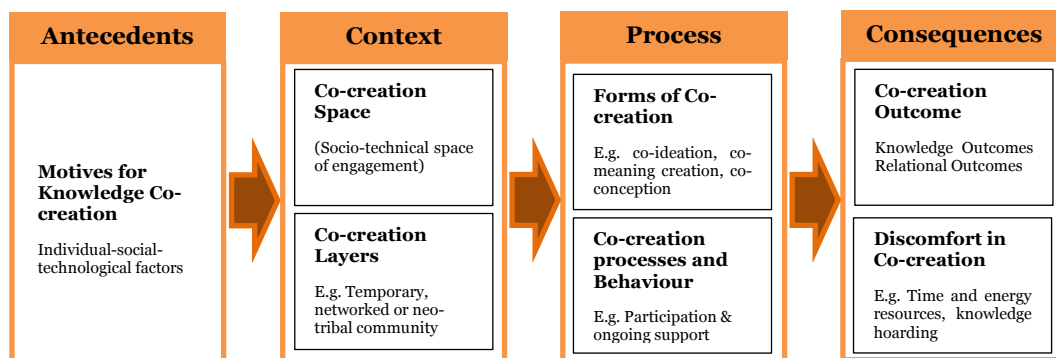 Antecedents
Motives for
Knowledge Co-
creation
Individual-social-
technological factors
Context
Co-creation
Space
(Socio-technical space
of engagement)
Co-creation
Layers
E.g. Temporary,
networked or neo-
tribal community
Process
Forms of Co-
creation
E.g. co-ideation, co-
meaning creation, co-
conception
Co-creation
processes and
Behaviour
E.g. Participation &
ongoing support
Consequences
Co-creation
Outcome
Knowledge Outcomes
Relational Outcomes
Discomfort in
Co-creation
E.g. Time and energy
resources, knowledge
hoarding